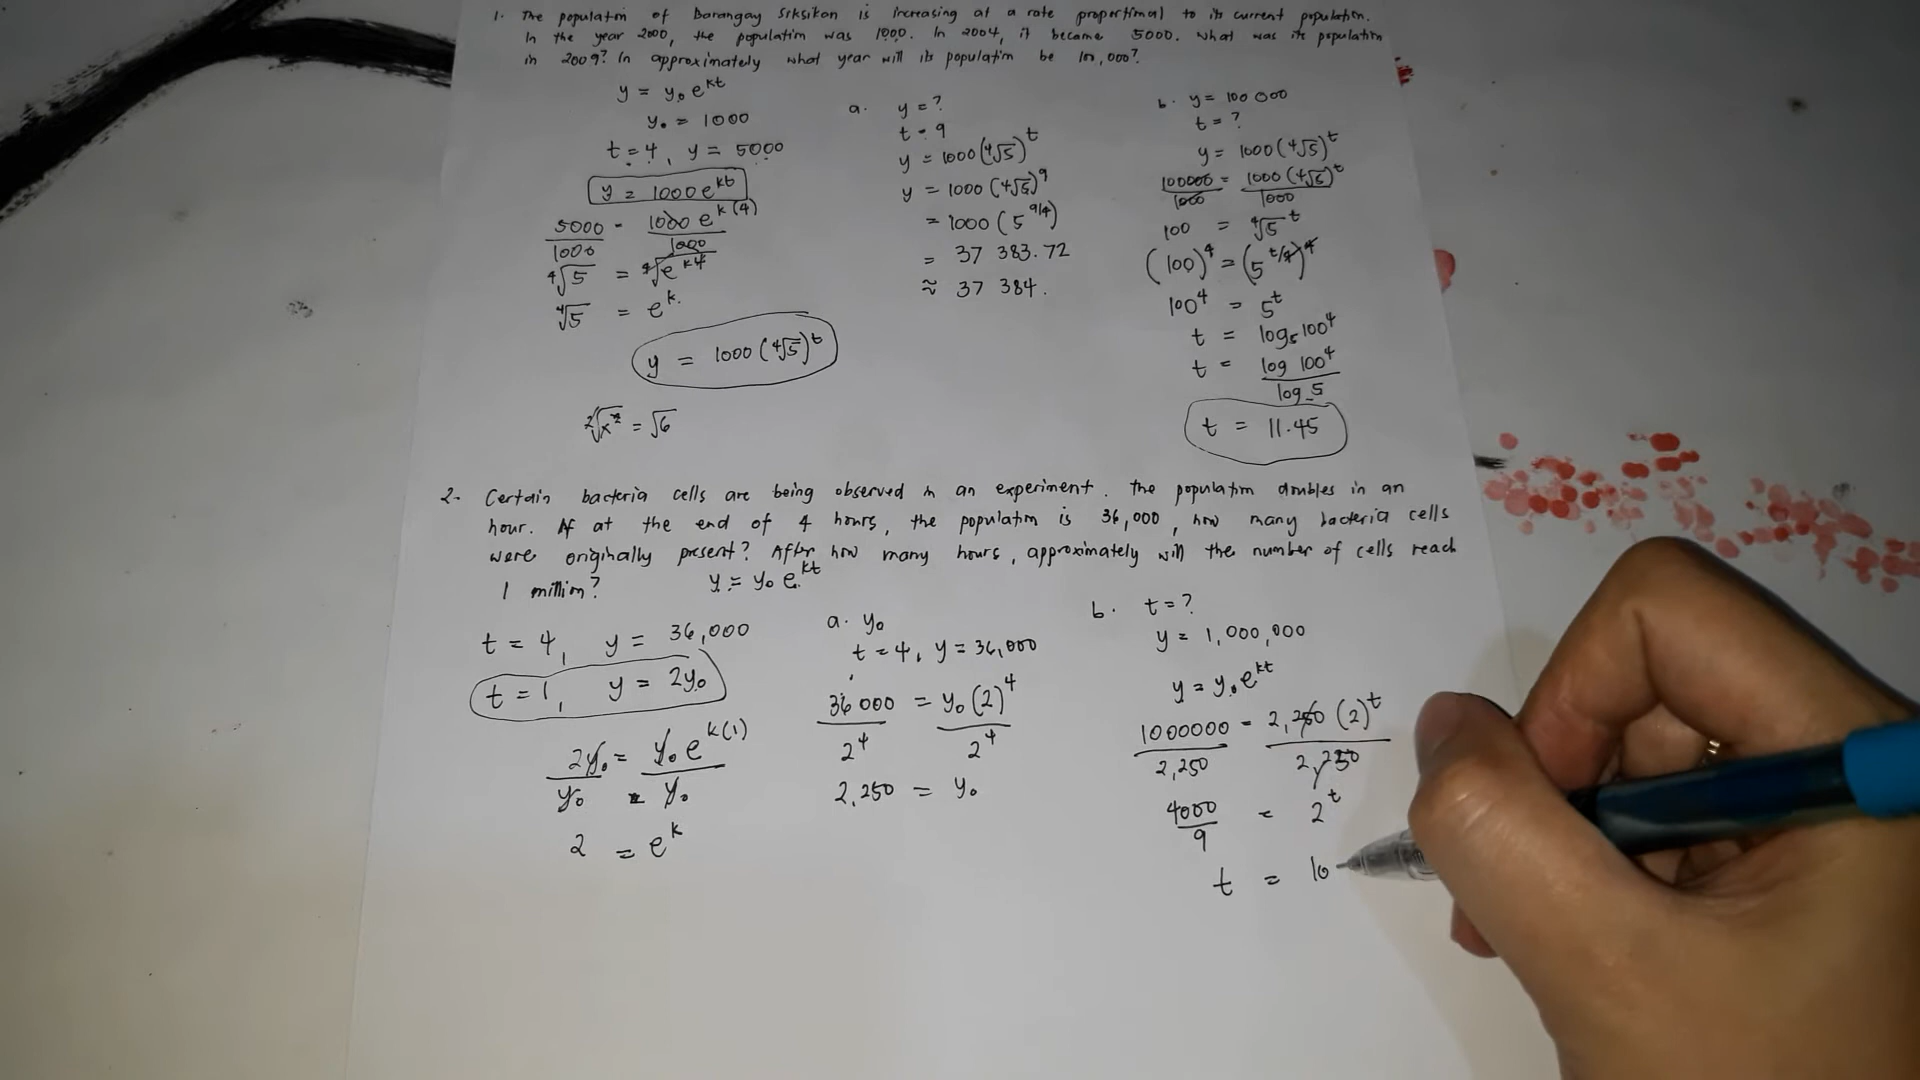 1. The population of Barangay Siksikan is increasing at a rate proportional to its current population.
In the year 2000, the population was 1000. In 2004, it became 5000. What was its population
in 2009? In approximately what year will its population be 100,000?
y = y₀ e^kt
y₀ = 1000
t = 4, y = 5000
y = 1000 e^kt
5000/1000 = 1000 e^k(4)/1000
⁴√5 = ⁴√e^k4
⁴√5 = e^k
y = 1000 (⁴√5)^t
²√x² = √6
a. y = ?
t = 9
y = 1000 (⁴√5)^t
y = 1000 (⁴√5)^9
= 1000 (5^9/4)
= 37 383.72
≈ 37 384.
b. y = 100 000
t = ?
y = 1000 (⁴√5)^t
100000/1000 = 1000 (⁴√5)^t/1000
100 = ⁴√5^t
(100)^4 = (5^t/4)^4
100^4 = 5^t
t = log₅ 100^4
t = log 100^4/log 5
t = 11.45
2. Certain bacteria cells are being observed in an experiment. The population doubles in an
hour. If at the end of 4 hours, the population is 36,000, how many bacteria cells
were originally present? After how many hours, approximately will the number of cells reach
1 million? y = y₀ e^kt
t = 4, y = 36,000
t = 1, y = 2y₀
2y₀/y₀ = y₀ e^k(1)/y₀
2 = e^k
a. y₀
t = 4, y = 36,000
36 000/2^4 = y₀ (2)^4/2^4
2,250 = y₀
b. t = ?
y = 1,000,000
y = y₀ e^kt
1000000/2,250 = 2,250 (2)^t/2,250
4000/9 = 2^t
t = lo